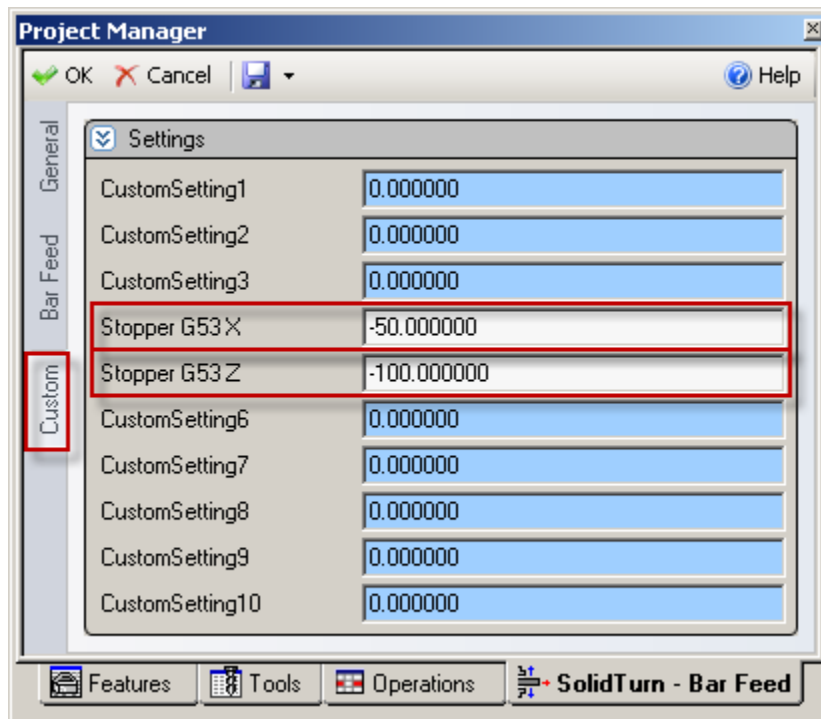 Project Manager
OK Cancel Help
General
Bar Feed
Custom
Settings
CustomSetting1 0.000000
CustomSetting2 0.000000
CustomSetting3 0.000000
Stopper G53 X -50.000000
Stopper G53 Z -100.000000
CustomSetting6 0.000000
CustomSetting7 0.000000
CustomSetting8 0.000000
CustomSetting9 0.000000
CustomSetting10 0.000000
Features Tools Operations SolidTurn - Bar Feed